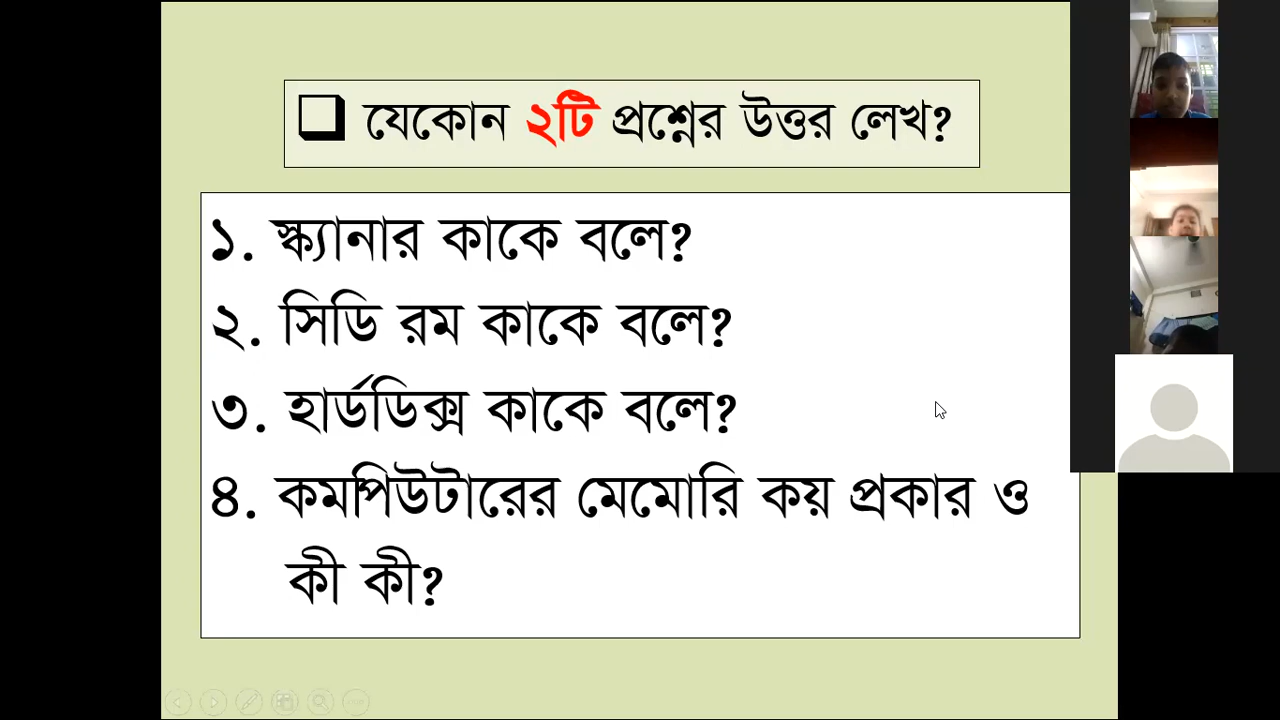 যেকোন ২টি প্রশ্নের উত্তর লেখ?
১. স্ক্যানার কাকে বলে?
২. সিডি রম কাকে বলে?
৩. হার্ডডিক্স কাকে বলে?
৪. কমপিউটারের মেমোরি কয় প্রকার ও
কী কী?